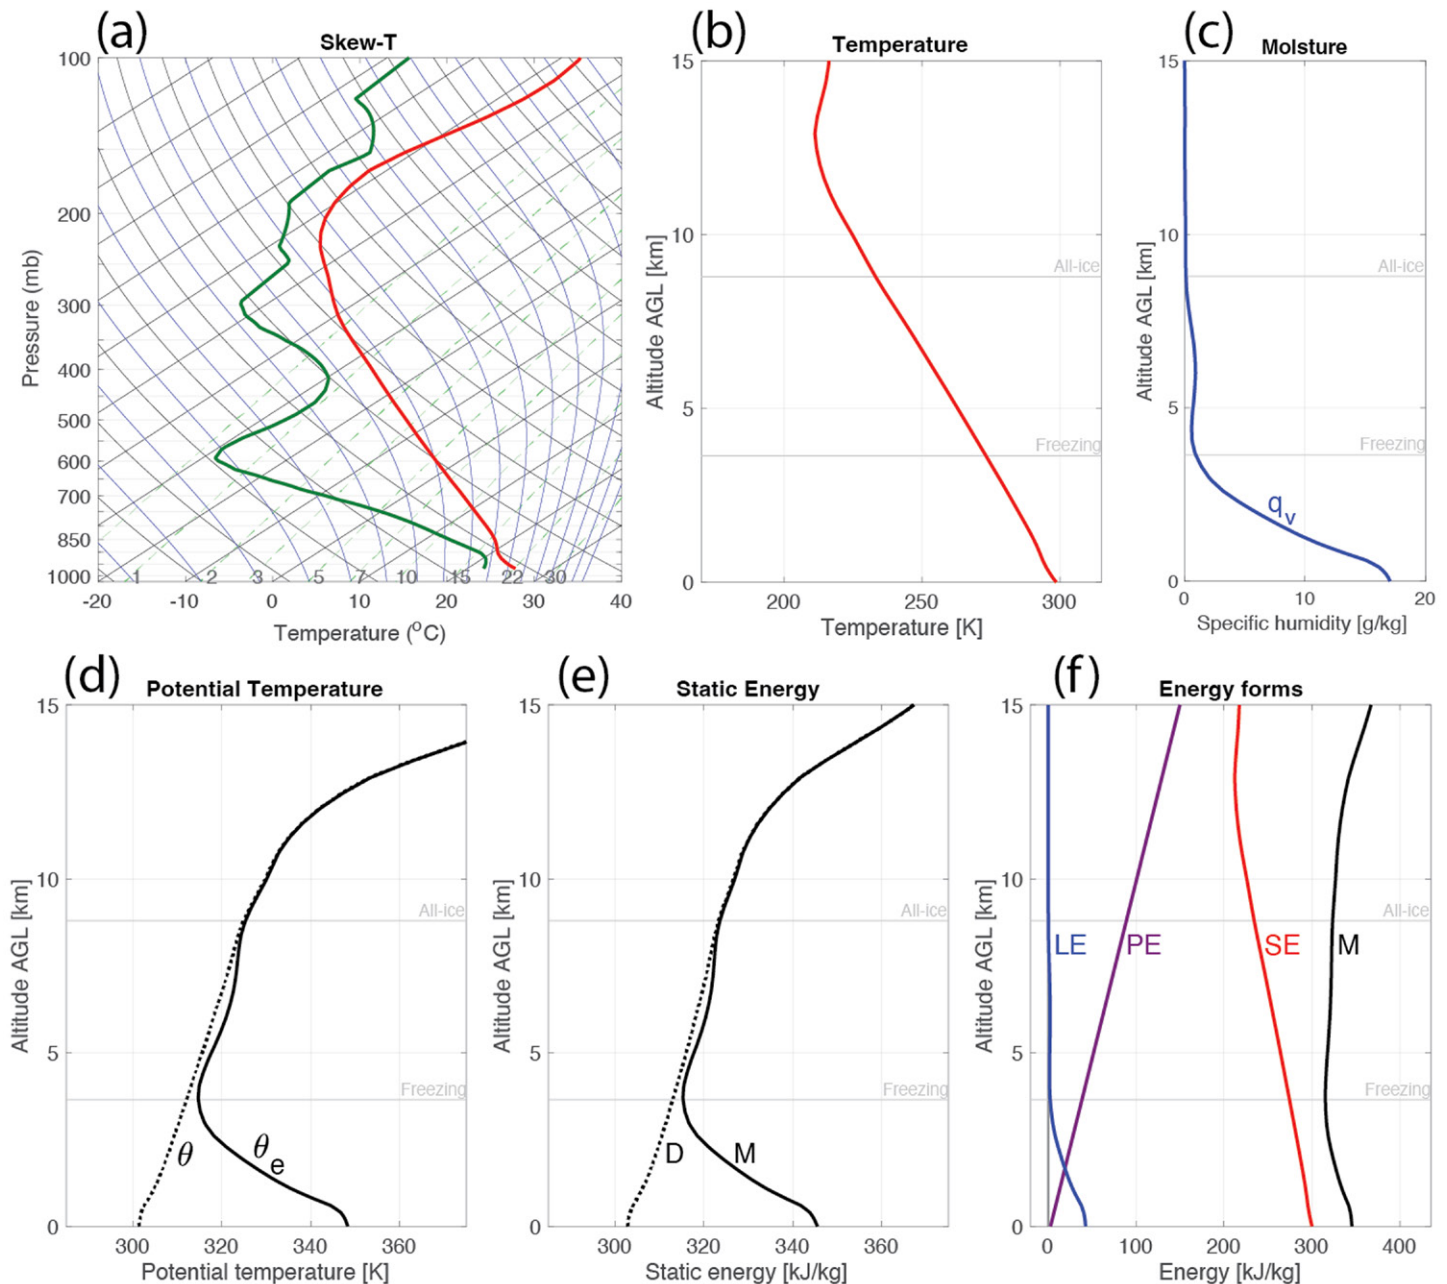 (a)
Skew-T
100
200
300
400
500
600
700
850
1000
Pressure (mb)
1 2 3 5 7 10 15 22 30
-20 -10 0 10 20 30 40
Temperature (°C)
(b)
Temperature
15
10
5
0
Altitude AGL [km]
All-ice
Freezing
200 250 300
Temperature [K]
(c)
Molsture
15
10
5
0
Altitude AGL [km]
All-ice
Freezing
qv
0 10 20
Specific humidity [g/kg]
(d)
Potential Temperature
15
10
5
0
Altitude AGL [km]
All-ice
Freezing
θ
θe
300 320 340 360
Potential temperature [K]
(e)
Static Energy
15
10
5
0
Altitude AGL [km]
All-ice
Freezing
D M
300 320 340 360
Static energy [kJ/kg]
(f)
Energy forms
15
10
5
0
Altitude AGL [km]
All-ice
LE PE SE M
Freezing
0 100 200 300 400
Energy [kJ/kg]